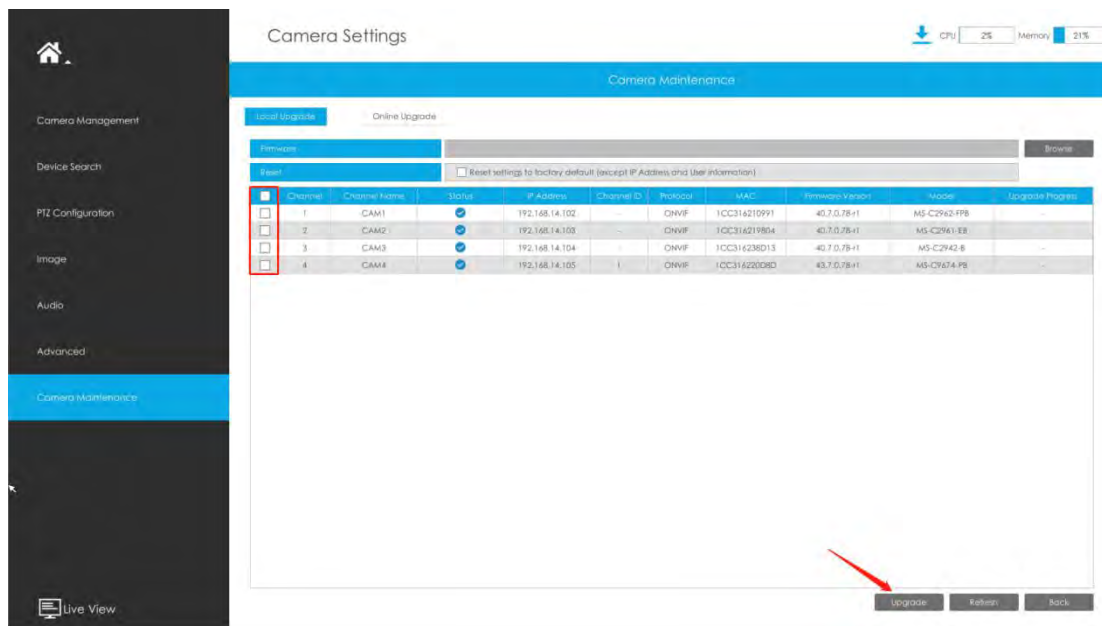 Camera Settings
CPU 2% Memory 21%
Camera Maintenance
Camera Management
Device Search
PTZ Configuration
Image
Audio
Advanced
Camera Maintenance
Live View
Local Upgrade Online Upgrade
Firmware Browse
Reset Reset settings to factory default (except IP Address and User information)
Channel Channel Name Status IP Address Channel ID Protocol MAC Firmware Version Model Upgrade Progress
1 CAM1 192.168.14.102 - ONVIF 1CC316210991 40.7.0.78-r1 MS-C2962-FPB -
2 CAM2 192.168.14.103 - ONVIF 1CC316219804 40.7.0.78-r1 MS-C2961-EB -
3 CAM3 192.168.14.104 - ONVIF 1CC316238D13 40.7.0.78-r1 MS-C2942-B -
4 CAM4 192.168.14.105 1 ONVIF 1CC316220D8D 43.7.0.78-r1 MS-C9674-PB -
Upgrade Refresh Back